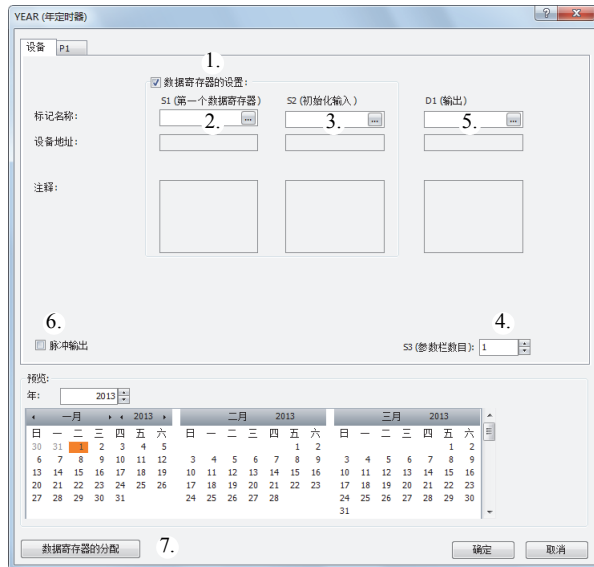 YEAR (年定时器)
设备 P1
1.
数据寄存器的设置:
S1 (第一个数据寄存器) S2 (初始化输入) D1 (输出)
标记名称: 2. ... 3. ... 5. ...
设备地址:
注释:
6. 4.
脉冲输出 S3 (参数栏数目): 1
预览:
年: 2013
一月 2013 二月 2013 三月 2013
日 一 二 三 四 五 六 日 一 二 三 四 五 六 日 一 二 三 四 五 六
30 31 1 2 3 4 5 1 2 1 2
6 7 8 9 10 11 12 3 4 5 6 7 8 9 3 4 5 6 7 8 9
13 14 15 16 17 18 19 10 11 12 13 14 15 16 10 11 12 13 14 15 16
20 21 22 23 24 25 26 17 18 19 20 21 22 23 17 18 19 20 21 22 23
27 28 29 30 31 24 25 26 27 28 24 25 26 27 28 29 30
31
数据寄存器的分配 7. 确定 取消